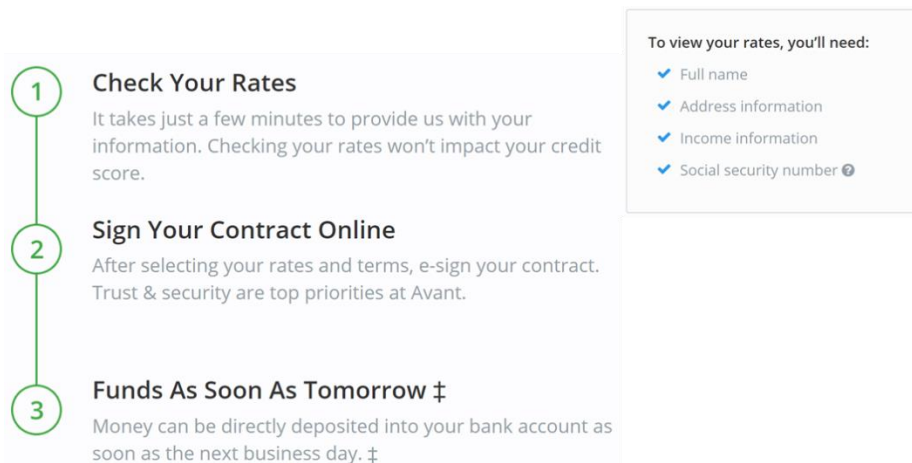 1
Check Your Rates
It takes just a few minutes to provide us with your
information. Checking your rates won’t impact your credit
score.
2
Sign Your Contract Online
After selecting your rates and terms, e-sign your contract.
Trust & security are top priorities at Avant.
3
Funds As Soon As Tomorrow ‡
Money can be directly deposited into your bank account as
soon as the next business day. ‡
To view your rates, you’ll need:
Full name
Address information
Income information
Social security number ?